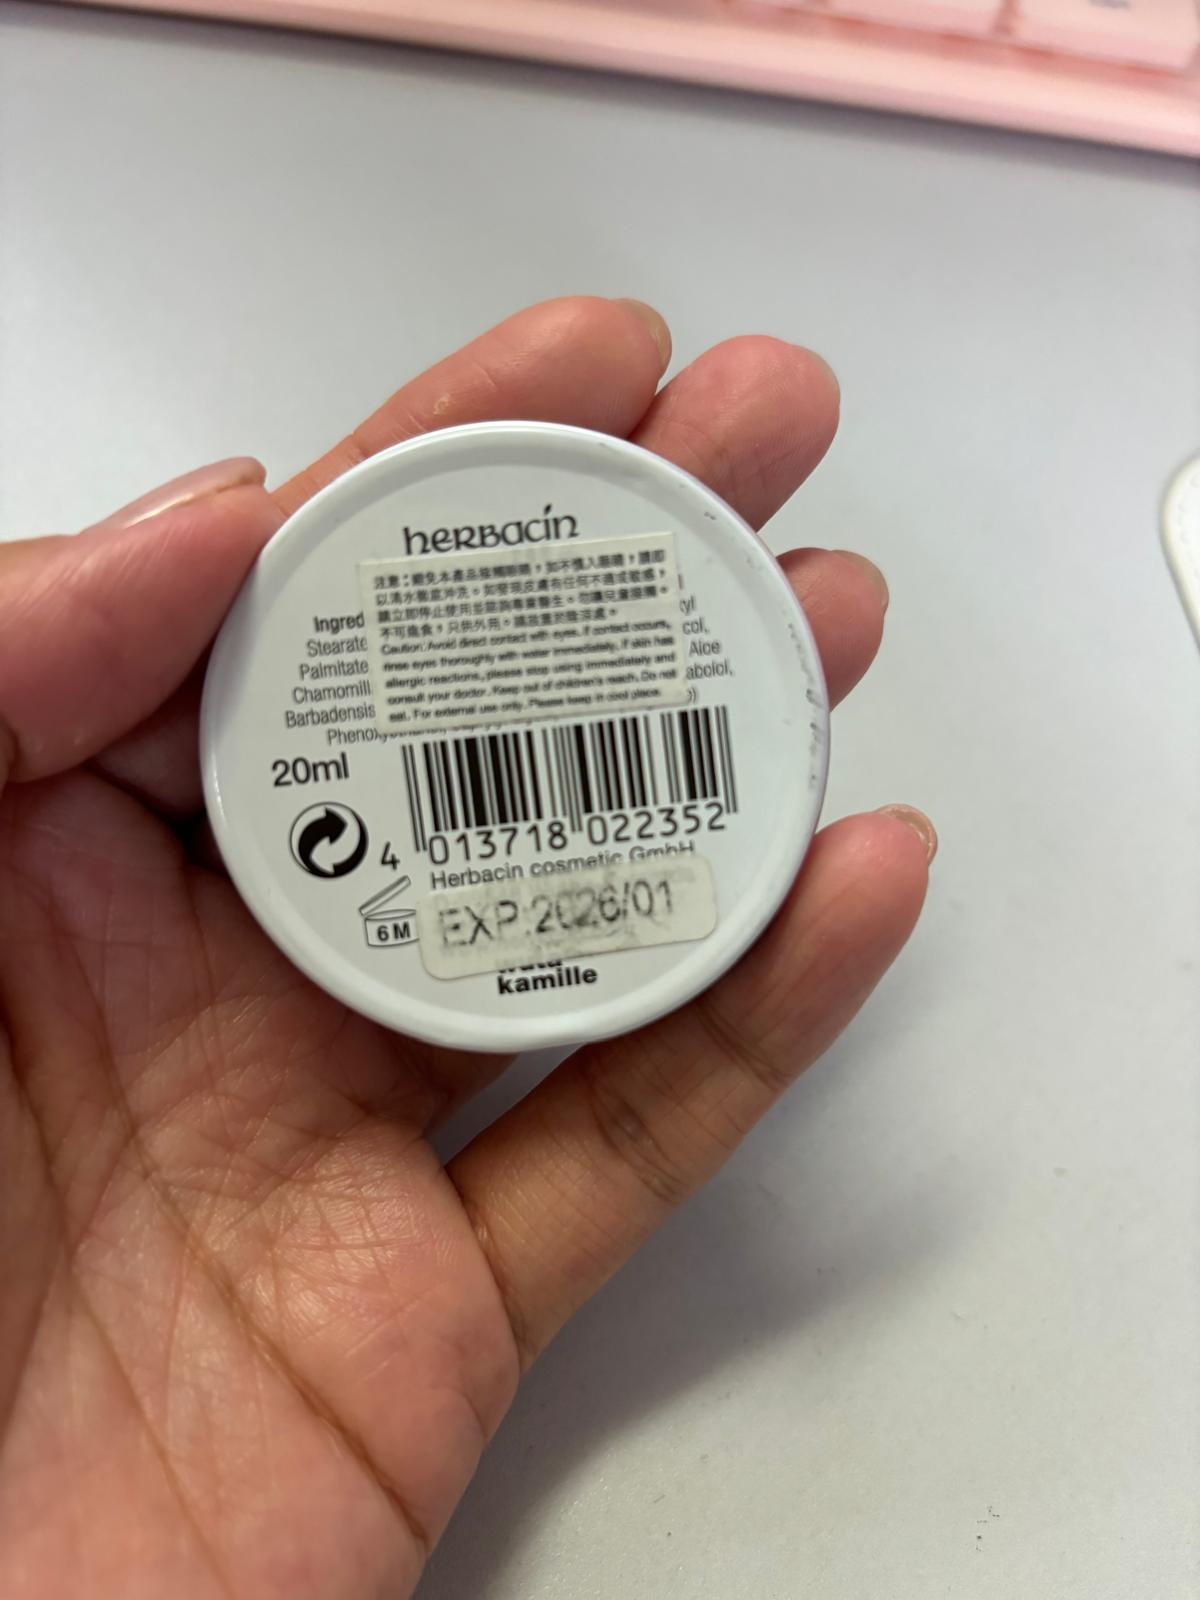 herbacin
注意：避免本產品接觸眼睛，如不慎入眼睛，請即
以清水徹底沖洗。如發現皮膚有任何不適或敏感，
請立即停止使用並諮詢專業醫生。勿讓兒童接觸。
不可進食，只供外用。請放置於陰涼處。
Caution: Avoid direct contact with eyes. If contact occurs,
rinse eyes thoroughly with water immediately. If skin has
allergic reactions, please stop using immediately and
consult your doctor. Keep out of children's reach. Do not
eat. For external use only. Please keep in cool place.
Ingred
Stearate
col,
Palmitate
Aloe
Chamomill
abolol,
Barbadensis
20ml
4 013718 022352
Herbacin cosmetic GmbH
6M
EXP:2026/01
kamille